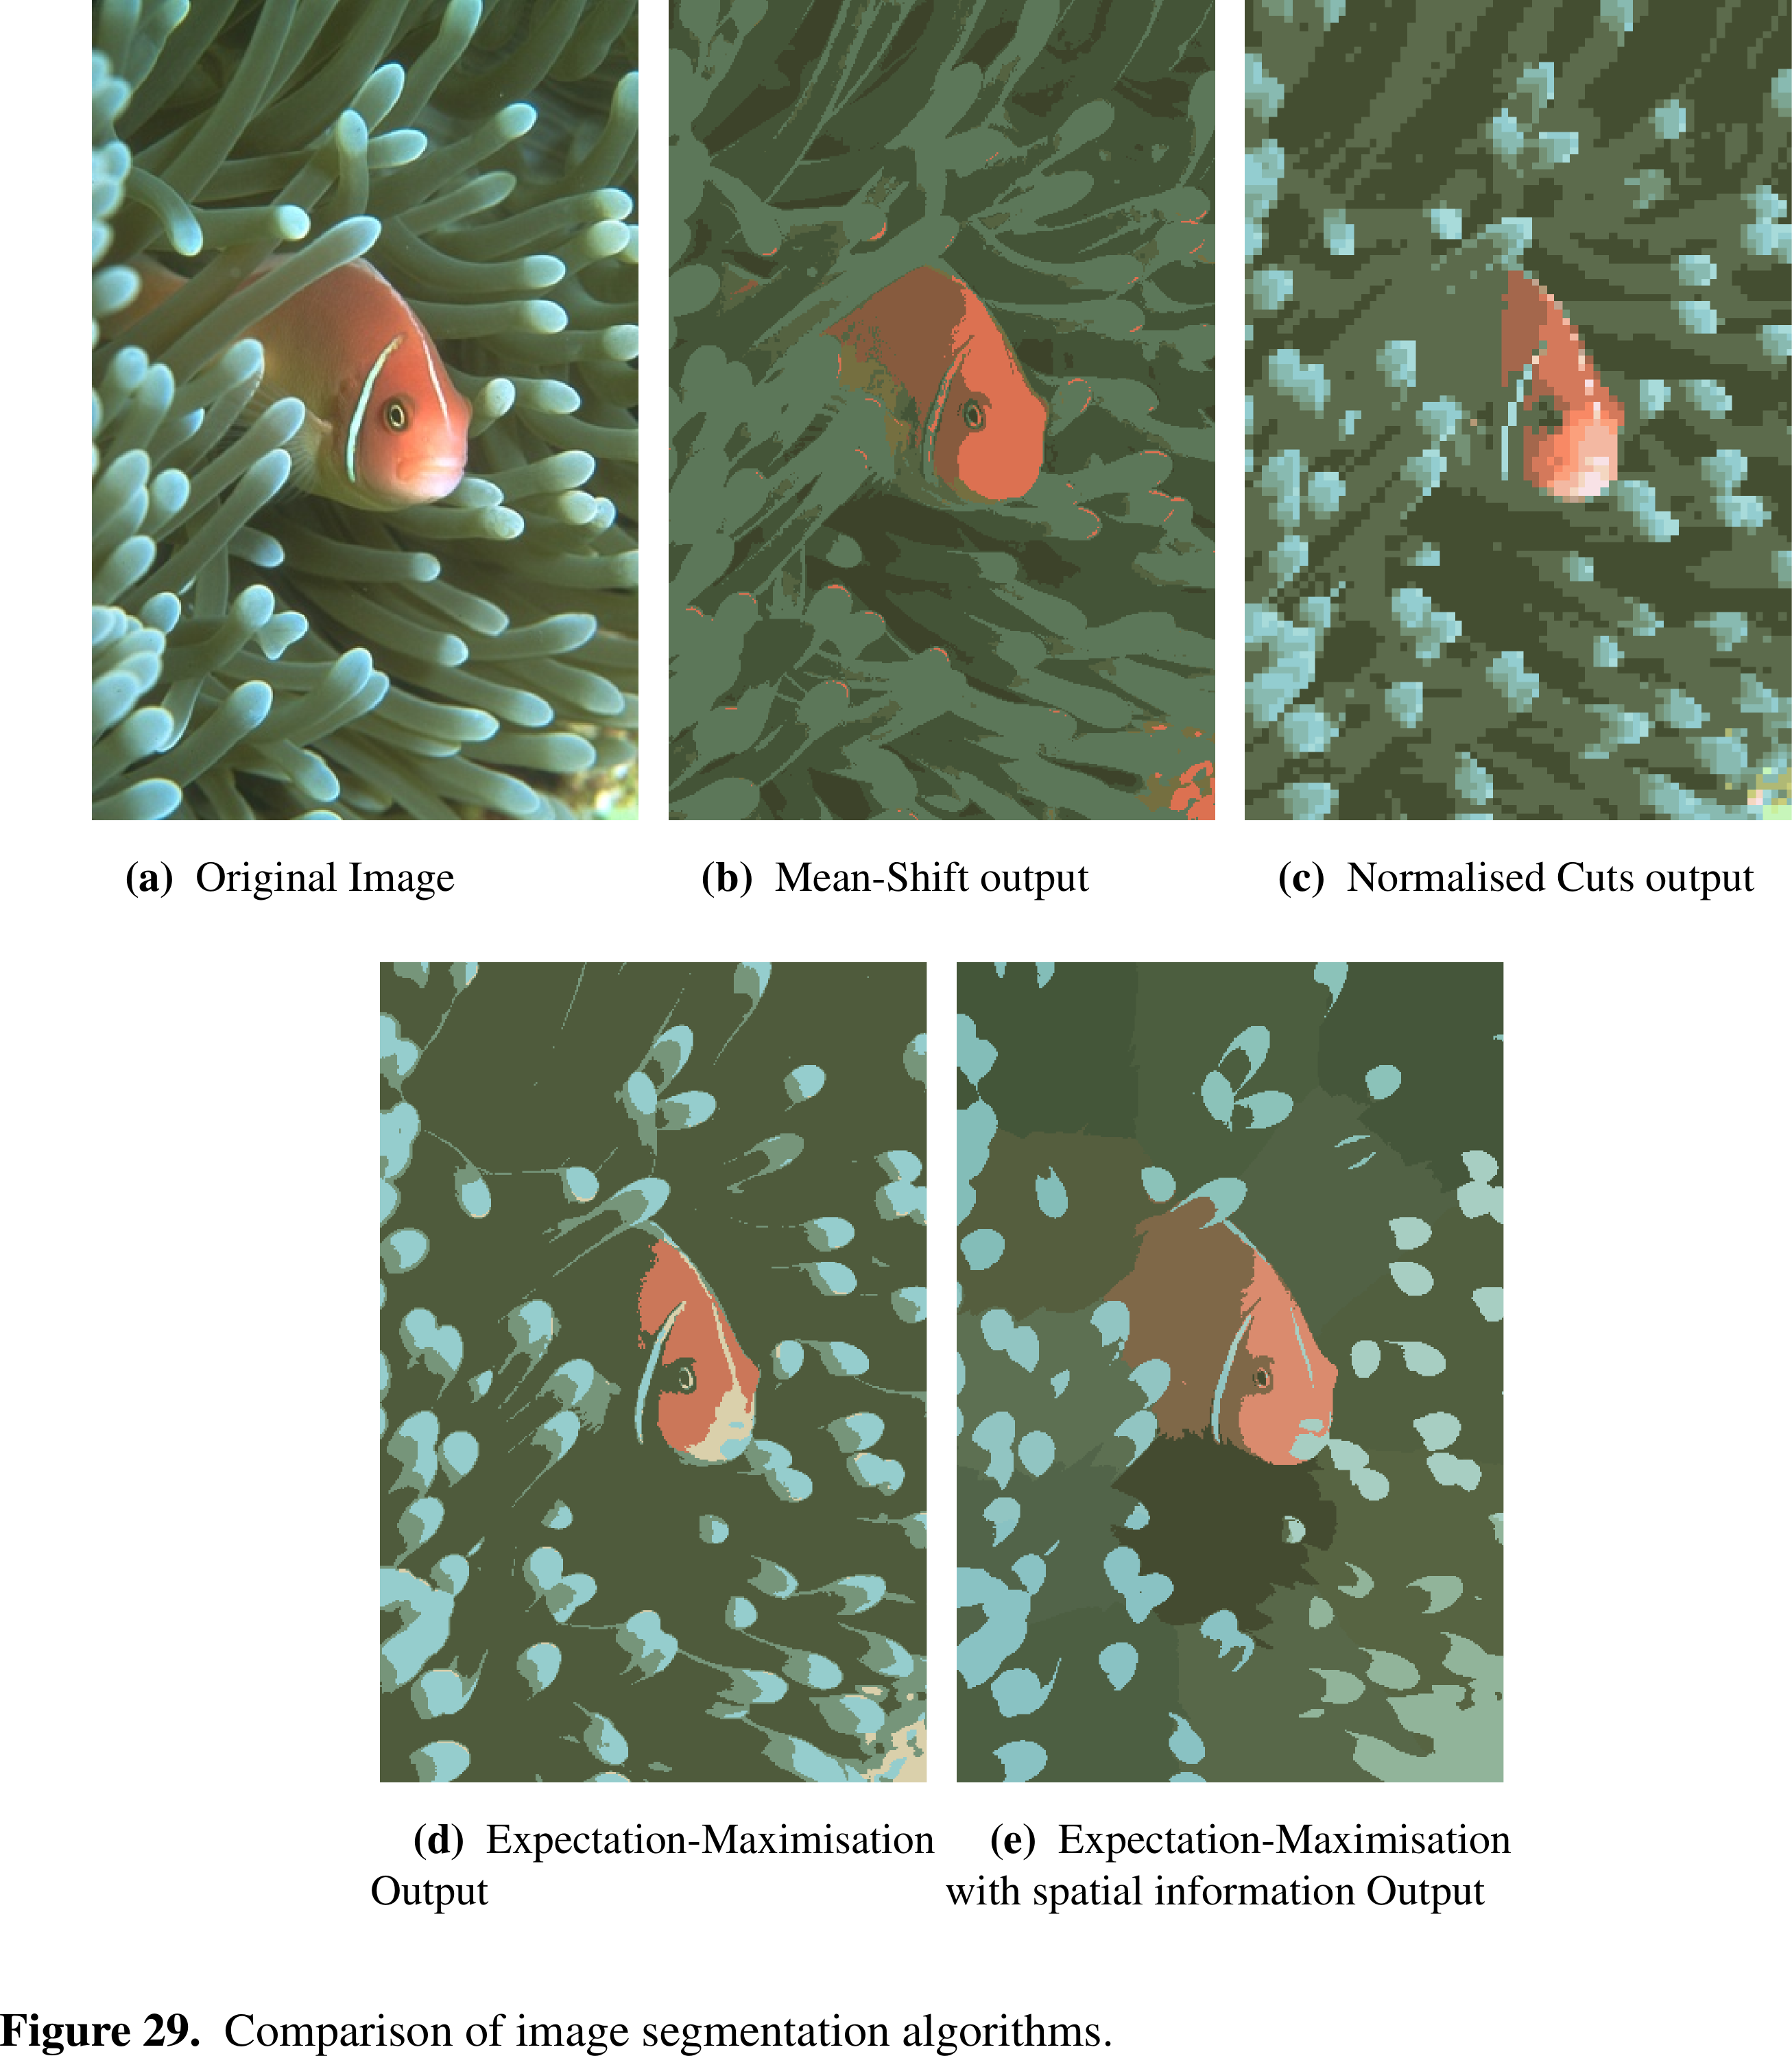 (a) Original Image
(b) Mean-Shift output
(c) Normalised Cuts output
(d) Expectation-Maximisation
Output
(e) Expectation-Maximisation
with spatial information Output
Figure 29. Comparison of image segmentation algorithms.